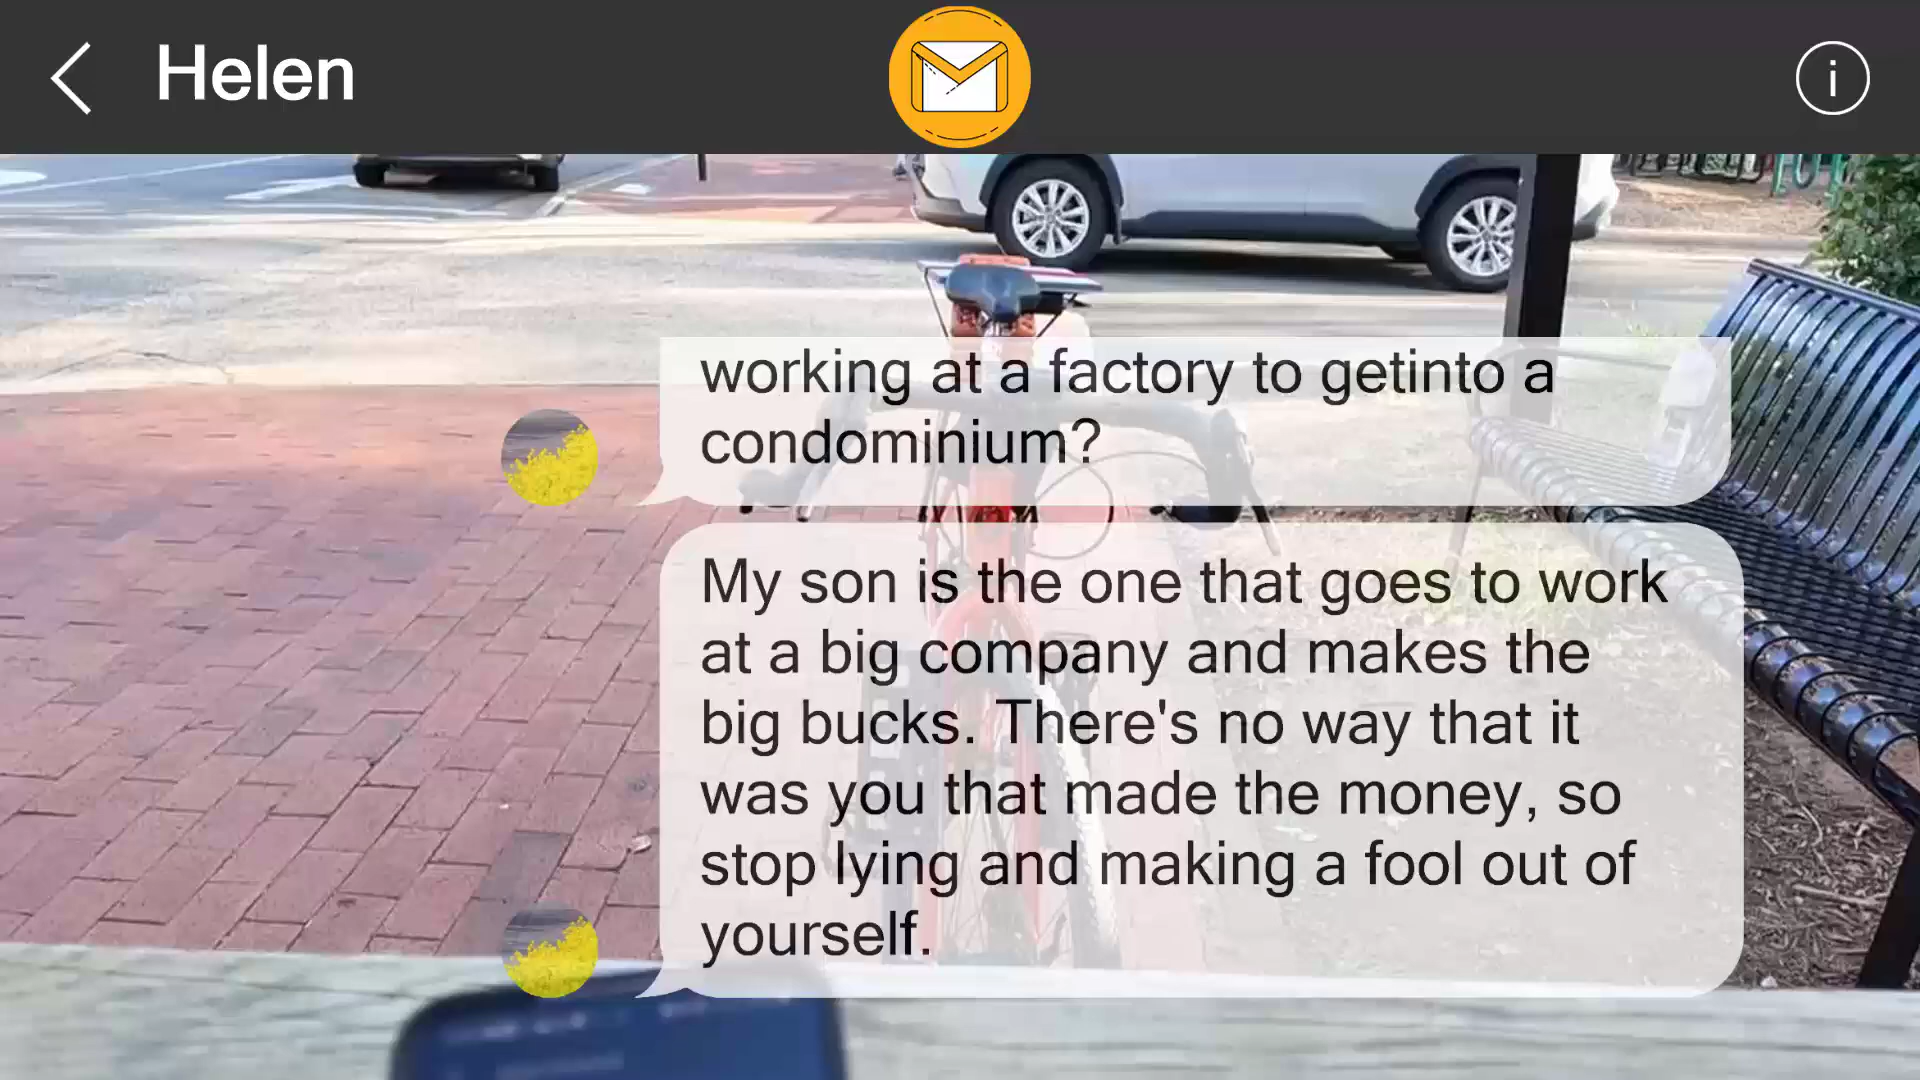 Helen
i
working at a factory to getinto a
condominium?
My son is the one that goes to work
at a big company and makes the
big bucks. There's no way that it
was you that made the money, so
stop lying and making a fool out of
yourself.